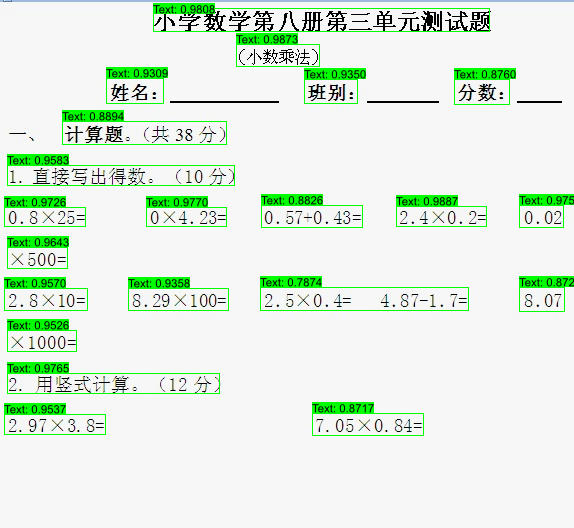 小学数学第八册第三单元测试题
(小数乘法)
姓名: 班别: 分数:
一、 计算题。(共 38 分)
1. 直接写出得数。(10 分)
0.8×25= 0×4.23= 0.57+0.43= 2.4×0.2= 0.02
×500=
2.8×10= 8.29×100= 2.5×0.4= 4.87-1.7= 8.07
×1000=
2. 用竖式计算。(12 分)
2.97×3.8= 7.05×0.84=
Text: 0.9808
Text: 0.9873
Text: 0.9309 Text: 0.9350 Text: 0.8760
Text: 0.8894
Text: 0.9583
Text: 0.9726 Text: 0.9770 Text: 0.8826 Text: 0.9887 Text: 0.975
Text: 0.9643
Text: 0.9570 Text: 0.9358 Text: 0.7874 Text: 0.872
Text: 0.9526
Text: 0.9765
Text: 0.9537 Text: 0.8717